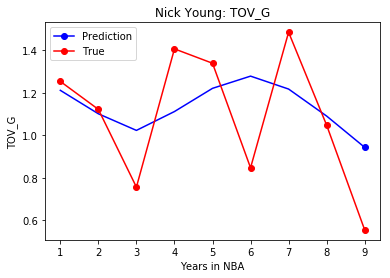 Nick Young: TOV_G
Prediction
True
TOV_G
1.4
1.2
1.0
0.8
0.6
1 2 3 4 5 6 7 8 9
Years in NBA